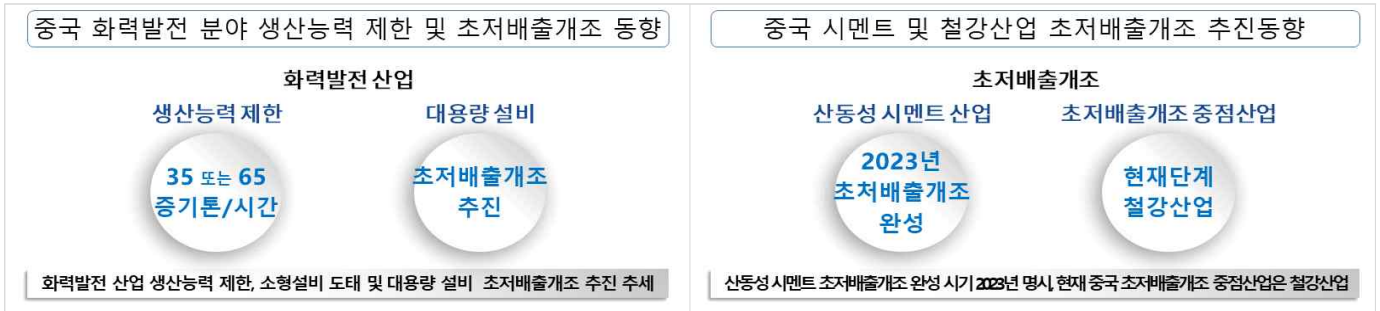 중국 화력발전 분야 생산능력 제한 및 초저배출개조 동향
화력발전 산업
생산능력 제한
대용량 설비
35 또는 65
증기톤/시간
초저배출개조
추진
화력발전 산업 생산능력 제한, 소형설비 도태 및 대용량 설비 초저배출개조 추진 추세
중국 시멘트 및 철강산업 초저배출개조 추진동향
초저배출개조
산동성 시멘트 산업
초저배출개조 중점산업
2023년
초처배출개조
완성
현재단계
철강산업
산동성 시멘트 초저배출개조 완성 시기 2023년 명시, 현재 중국 초저배출개조 중점산업은 철강산업